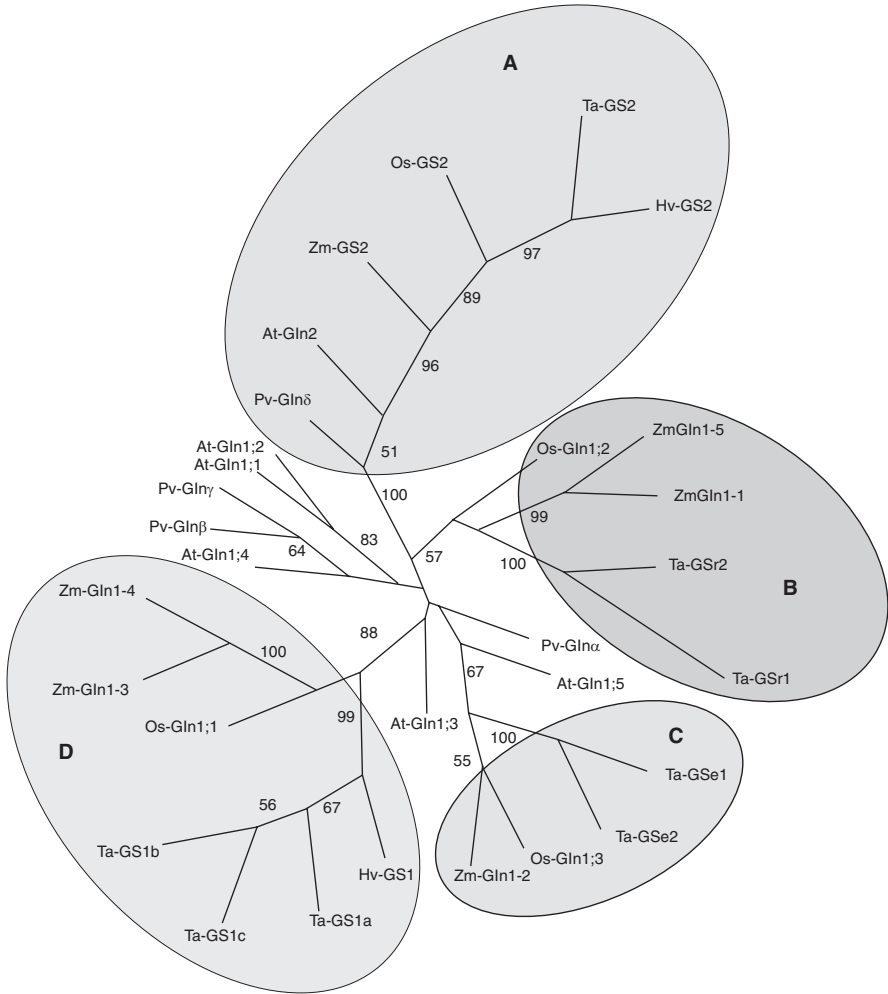 A
Ta-GS2
Os-GS2
Hv-GS2
Zm-GS2
97
89
At-Gln2
96
Pv-Glnδ
51
100
At-Gln1;2
At-Gln1;1
Pv-Glnγ
Pv-Glnβ
64
83
At-Gln1;4
ZmGln1-5
Os-Gln1;2
ZmGln1-1
99
57
100
Ta-GSr2
B
Ta-GSr1
Zm-Gln1-4
88
100
Zm-Gln1-3
Os-Gln1;1
99
D
Pv-Glnα
67
At-Gln1;5
At-Gln1;3
100
C
55
Ta-GSe1
Ta-GSe2
Os-Gln1;3
Zm-Gln1-2
56
67
Ta-GS1b
Hv-GS1
Ta-GS1a
Ta-GS1c